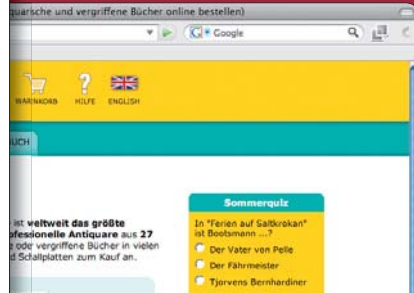 quarische und vergriffene Bücher online bestellen)
Google
WARENKORB HILFE ENGLISH
UCH
ist weltweit das größte
ofessionelle Antiquare aus 27
oder vergriffene Bücher in vielen
d Schallplatten zum Kauf an.
Sommerquiz
In "Ferien auf Saltkrokan"
ist Bootsmann ...?
Der Vater von Pelle
Der Fährmeister
Tjorvens Bernhardiner